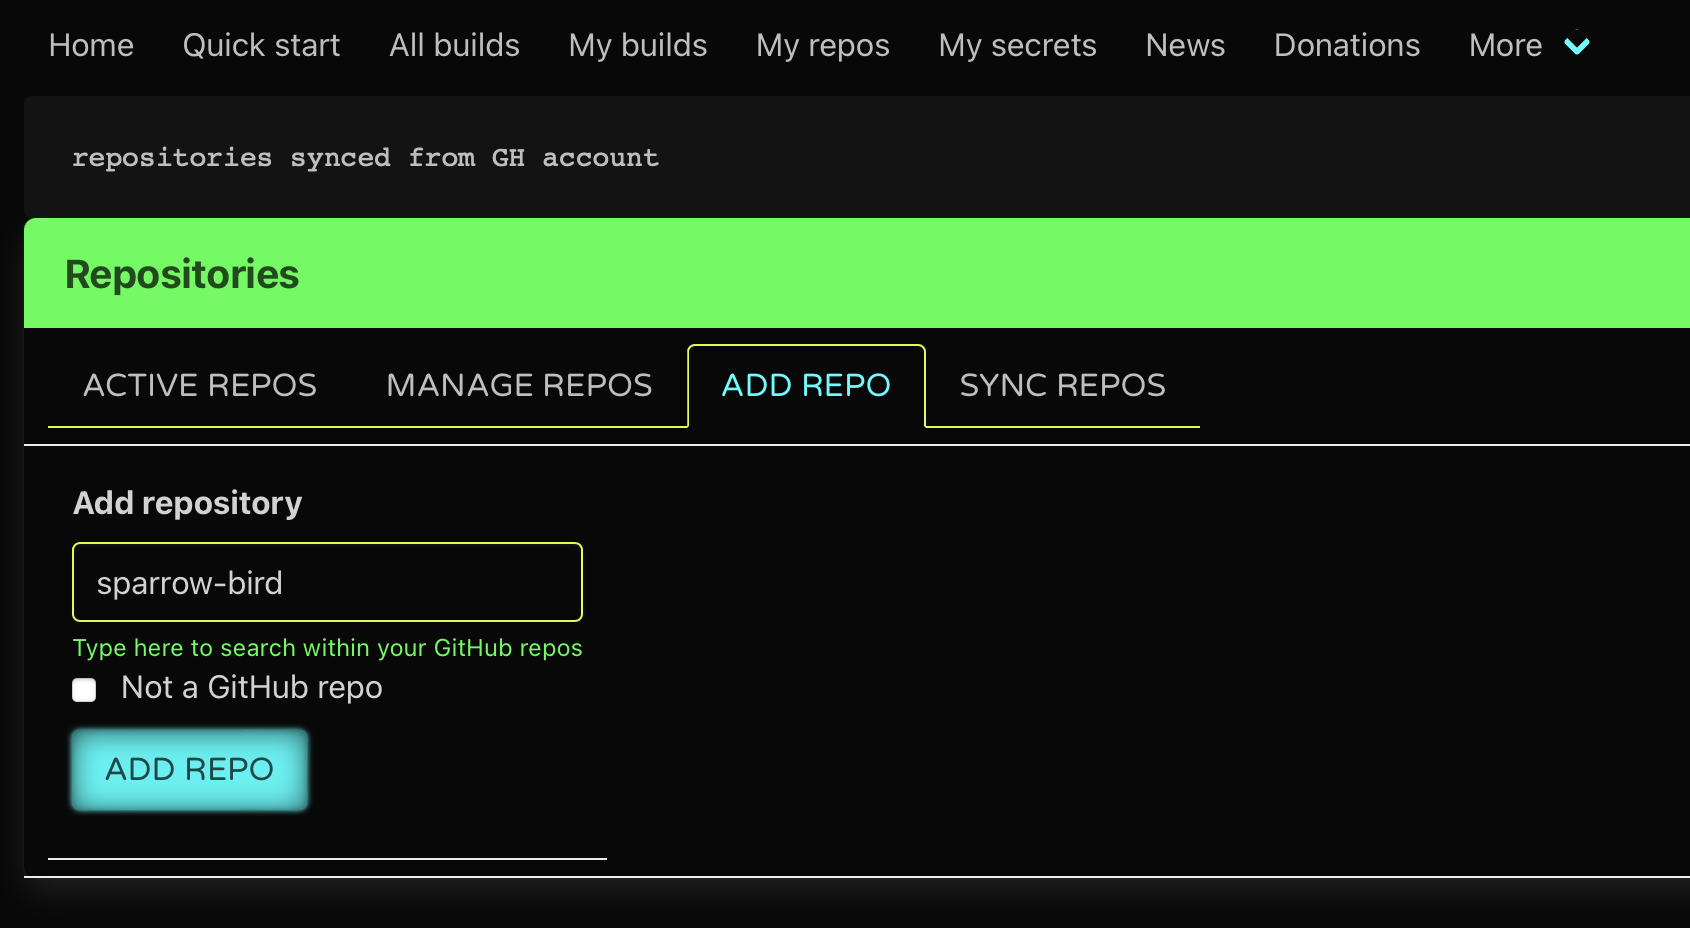 Home Quick start All builds My builds My repos My secrets News Donations More
repositories synced from GH account
Repositories
ACTIVE REPOS MANAGE REPOS ADD REPO SYNC REPOS
Add repository
sparrow-bird
Type here to search within your GitHub repos
Not a GitHub repo
ADD REPO